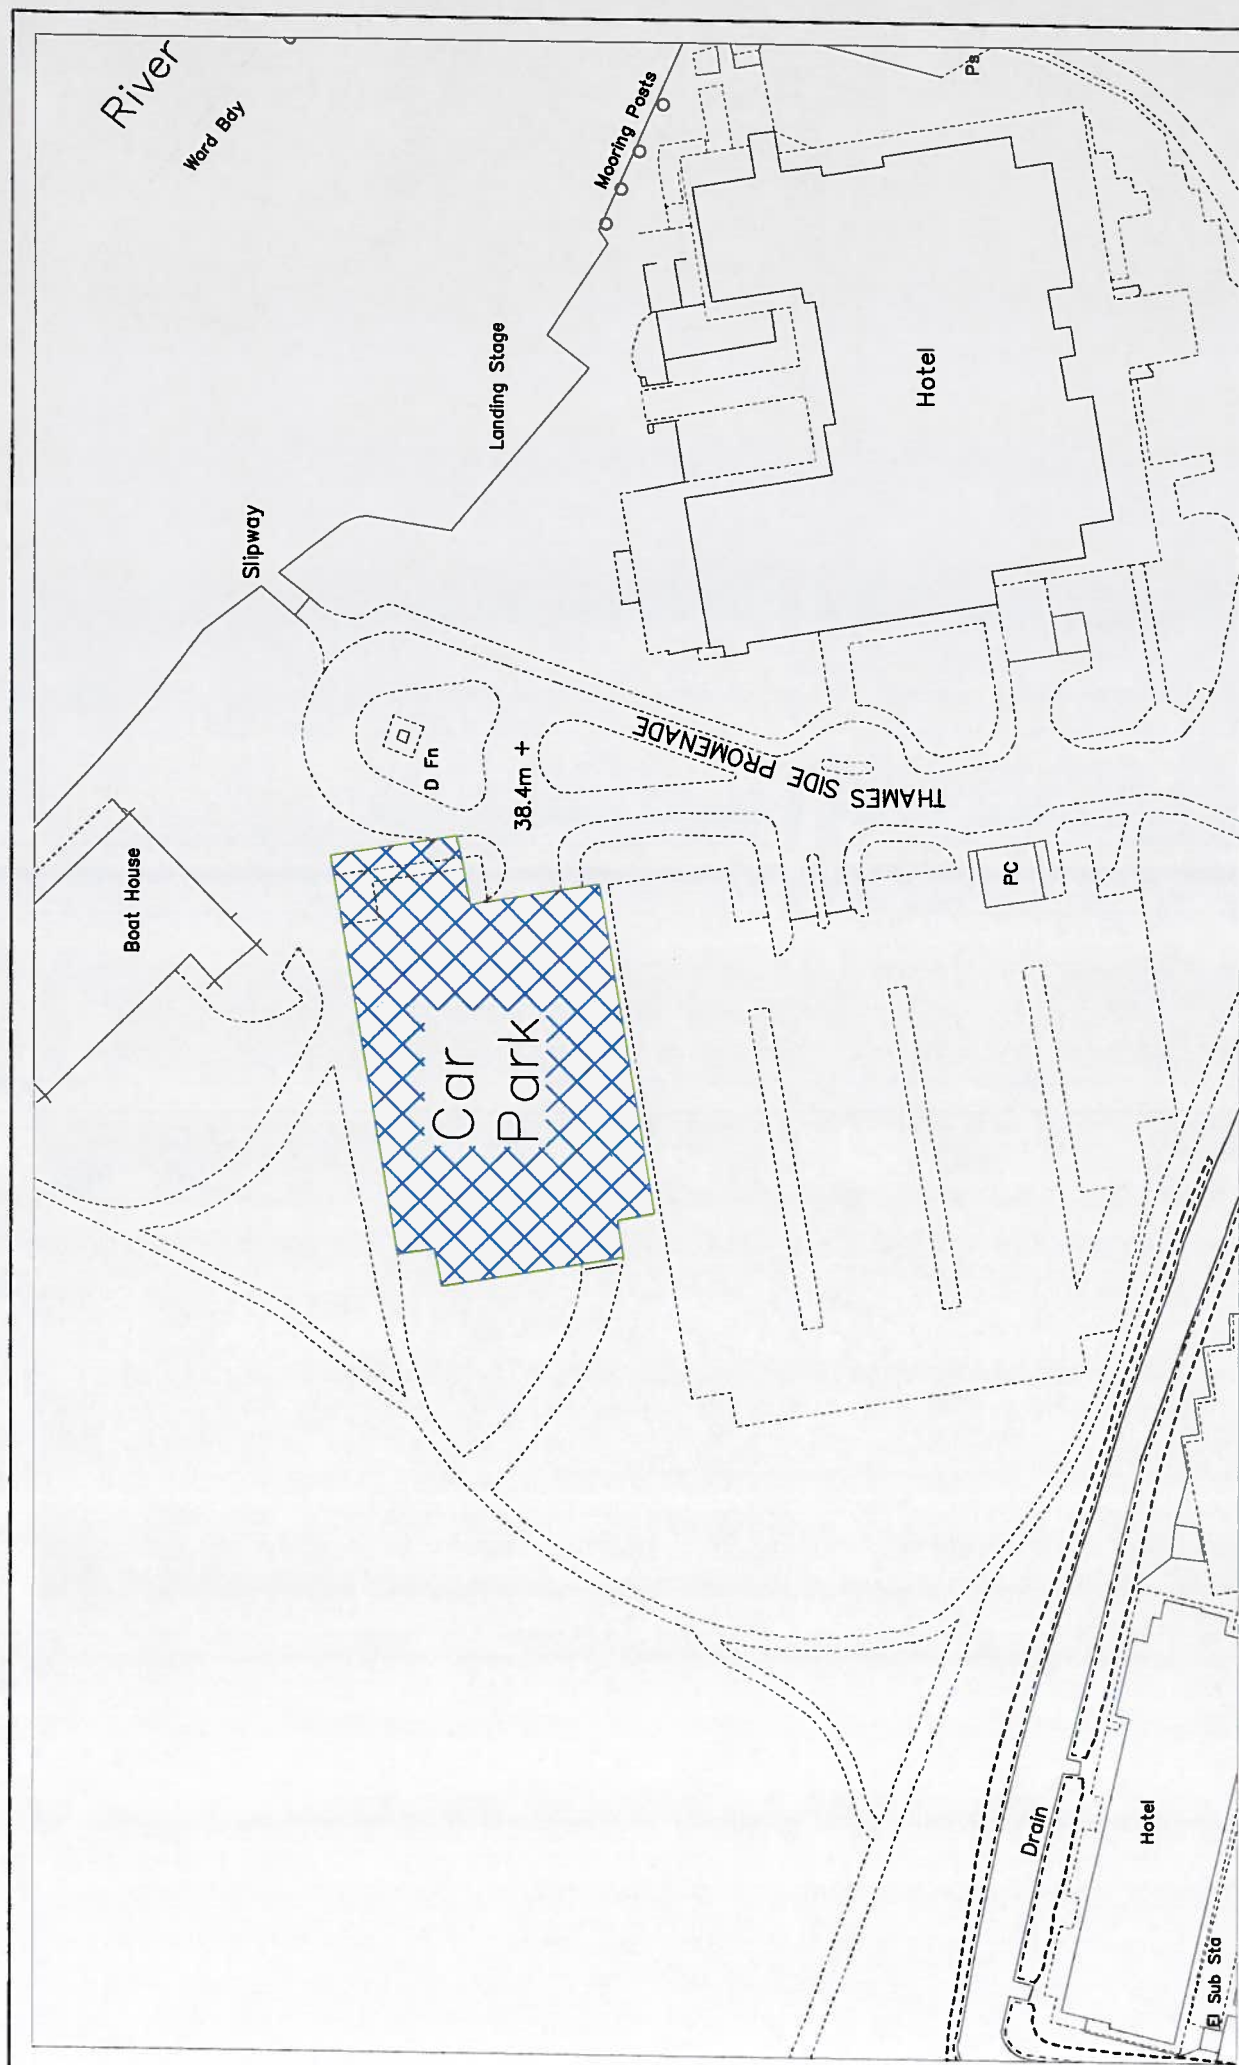 River
Ward Bdy
Mooring Posts
Ps
Landing Stage
Hotel
Slipway
D Fn
38.4m +
THAMES SIDE PROMENADE
Boat House
PC
Car
Park
Drain
Hotel
El Sub Sta